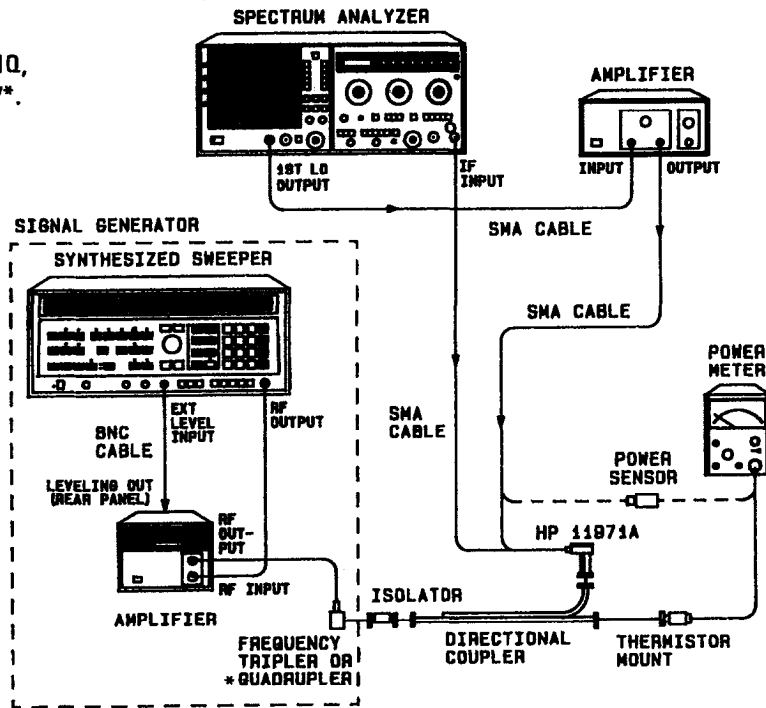 SPECTRUM ANALYZER
AMPLIFIER
1ST LO
OUTPUT
IF
INPUT
INPUT
OUTPUT
SMA CABLE
SIGNAL GENERATOR
SYNTHESIZED SWEEPER
SMA CABLE
POWER
METER
EXT
LEVEL
INPUT
RF
OUTPUT
BNC
CABLE
SMA
CABLE
LEVELING OUT
(REAR PANEL)
POWER
SENSOR
RF
OUT-
PUT
HP 11971A
RF INPUT
AMPLIFIER
ISOLATOR
FREQUENCY
TRIPLER OR
*QUADRUPLER
DIRECTIONAL
COUPLER
THERMISTOR
MOUNT